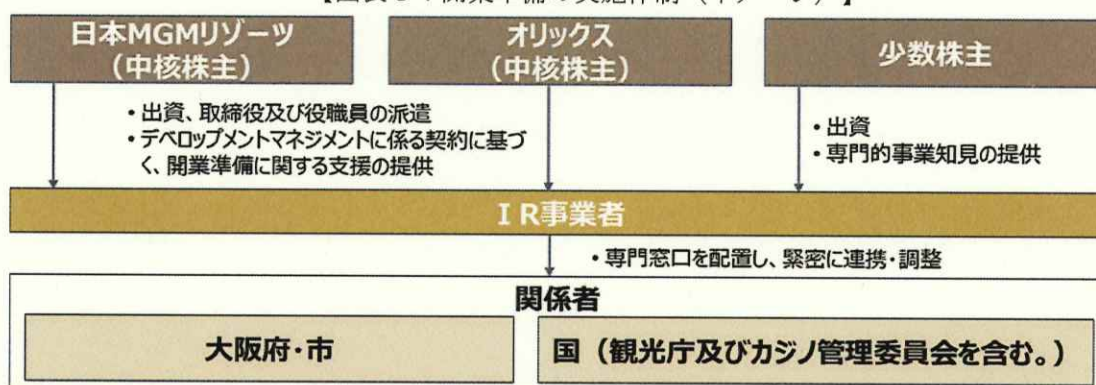 日本MGMリゾーツ
(中核株主)
オリックス
(中核株主)
少数株主
・出資、取締役及び役職員の派遣
・デベロップメントマネジメントに係る契約に基づ
く、開業準備に関する支援の提供
・出資
・専門的事業知見の提供
IR事業者
・専門窓口を配置し、緊密に連携・調整
関係者
大阪府・市
国(観光庁及びカジノ管理委員会を含む。)